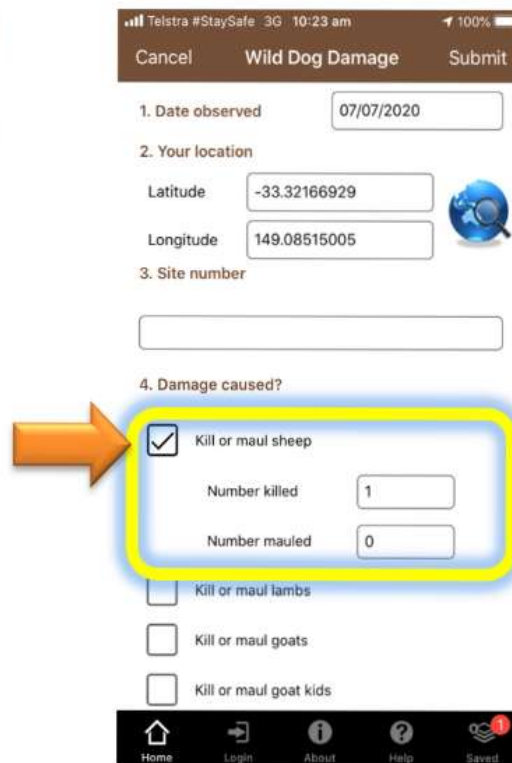 Telstra #StaySafe 3G 10:23 am 100%
Cancel Wild Dog Damage Submit
1. Date observed 07/07/2020
2. Your location
Latitude -33.32166929
Longitude 149.08515005
3. Site number
4. Damage caused?
Kill or maul sheep
Number killed 1
Number mauled 0
Kill or maul lambs
Kill or maul goats
Kill or maul goat kids
1
Home Login About Help Saved